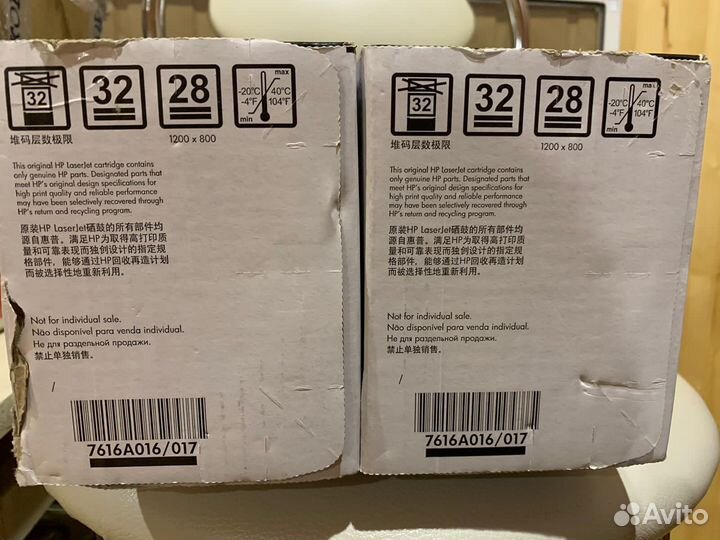 32
32
28
-20°C
-4°F
40°C
104°F
max
min
堆码层数极限
1200 x 800
This original HP LaserJet cartridge contains
only genuine HP parts. Designated parts that
meet HP's original design specifications for
high print quality and reliable performance
may have been selectively recovered through
HP's return and recycling program.
原装HP LaserJet硒鼓的所有部件均
源自惠普。满足HP为取得高打印质
量和可靠表现而独创设计的指定规
格部件，能够通过HP回收再造计划
而被选择性地重新利用。
Not for individual sale.
Não disponível para venda individual.
Не для раздельной продажи.
禁止单独销售。
/
7616A016/017
32
32
28
-20°C
-4°F
40°C
104°F
max
min
堆码层数极限
1200 x 800
This original HP LaserJet cartridge contains
only genuine HP parts. Designated parts that
meet HP's original design specifications for
high print quality and reliable performance
may have been selectively recovered through
HP's return and recycling program.
原装HP LaserJet硒鼓的所有部件均
源自惠普。满足HP为取得高打印质
量和可靠表现而独创设计的指定规
格部件，能够通过HP回收再造计划
而被选择性地重新利用。
Not for individual sale.
Não disponível para venda individual.
Не для раздельной продажи.
禁止单独销售。
/
7616A016/017
Avito